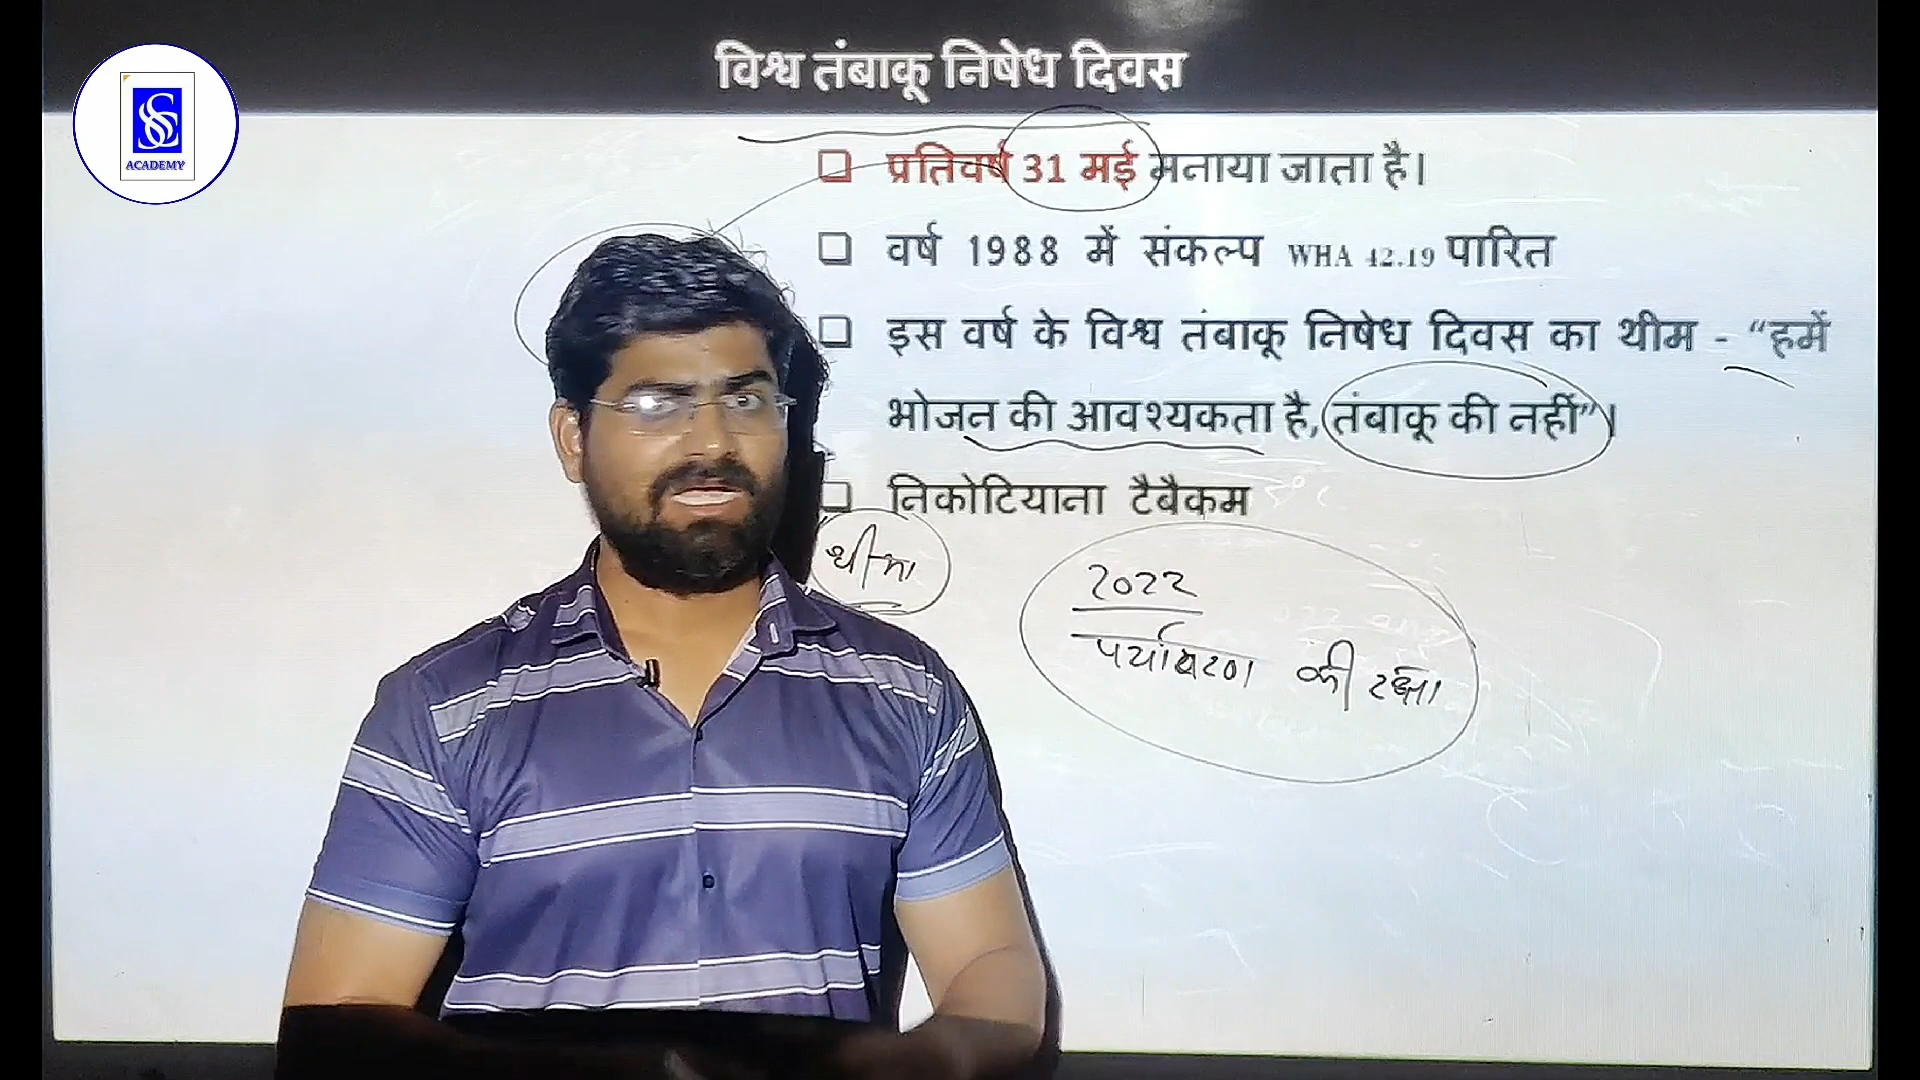 विश्व तंबाकू निषेध दिवस
ACADEMY
प्रतिवर्ष 31 मई मनाया जाता है।
वर्ष 1988 में संकल्प WHA 42.19 पारित
इस वर्ष के विश्व तंबाकू निषेध दिवस का थीम - “हमें
भोजन की आवश्यकता है, तंबाकू की नहीं”।
निकोटियाना टैबैकम
थीम
२०२२
पर्यावरण की रक्षा